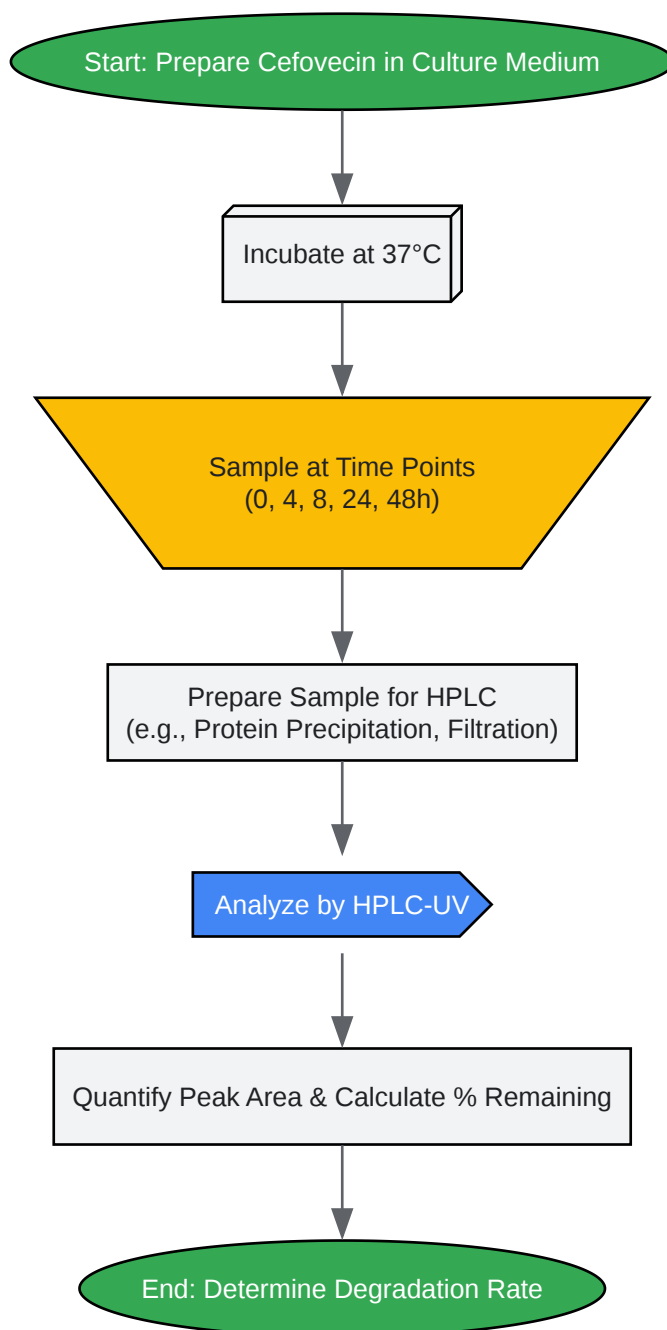 Start: Prepare Cefovecin in Culture Medium
Incubate at 37°C
Sample at Time Points
(0, 4, 8, 24, 48h)
Prepare Sample for HPLC
(e.g., Protein Precipitation, Filtration)
Analyze by HPLC-UV
Quantify Peak Area & Calculate % Remaining
End: Determine Degradation Rate